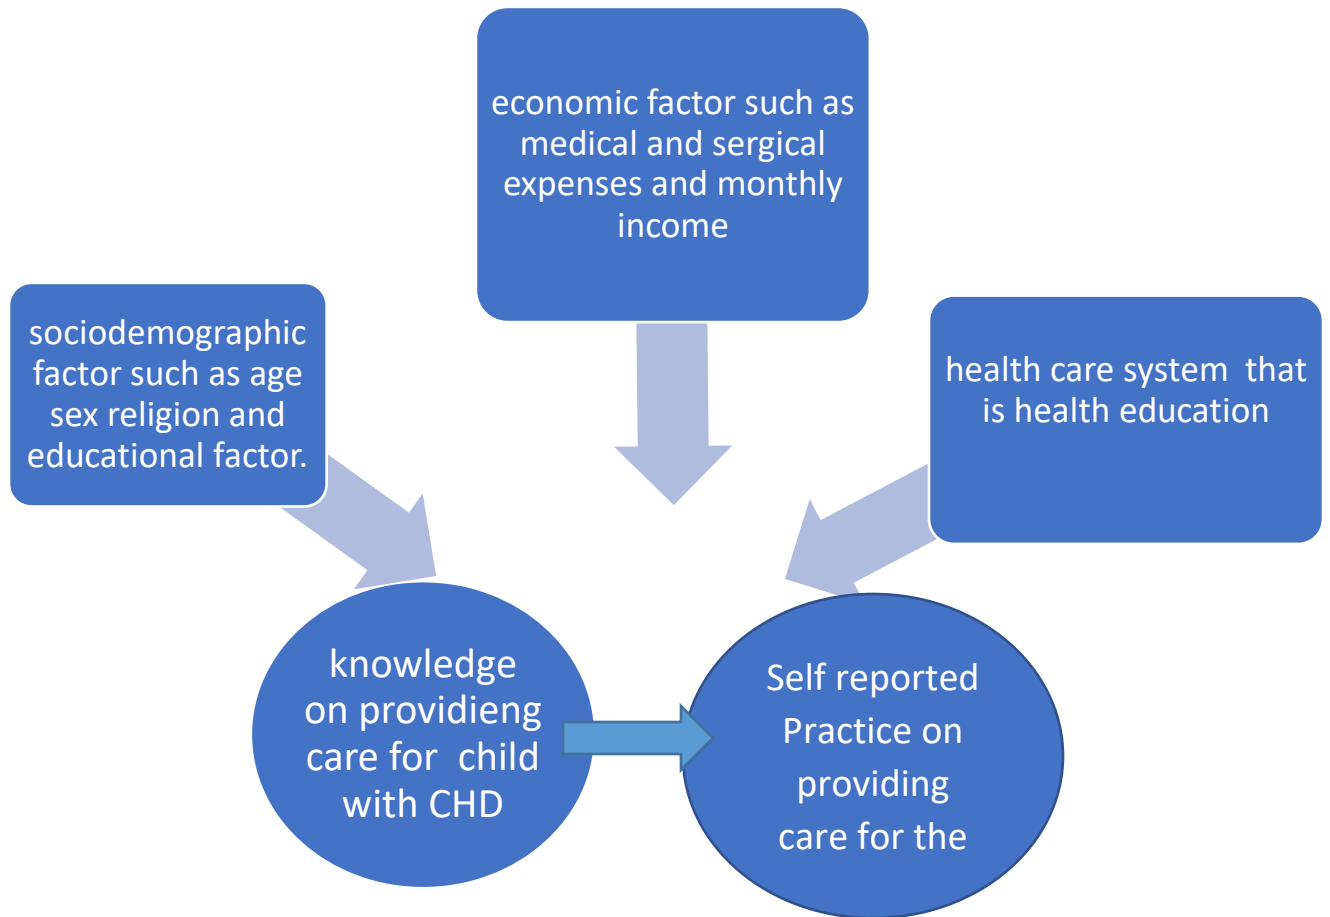 economic factor such as
medical and sergical
expenses and monthly
income
sociodemographic
factor such as age
sex religion and
educational factor.
health care system that
is health education
knowledge
on providieng
care for child
with CHD
Self reported
Practice on
providing
care for the